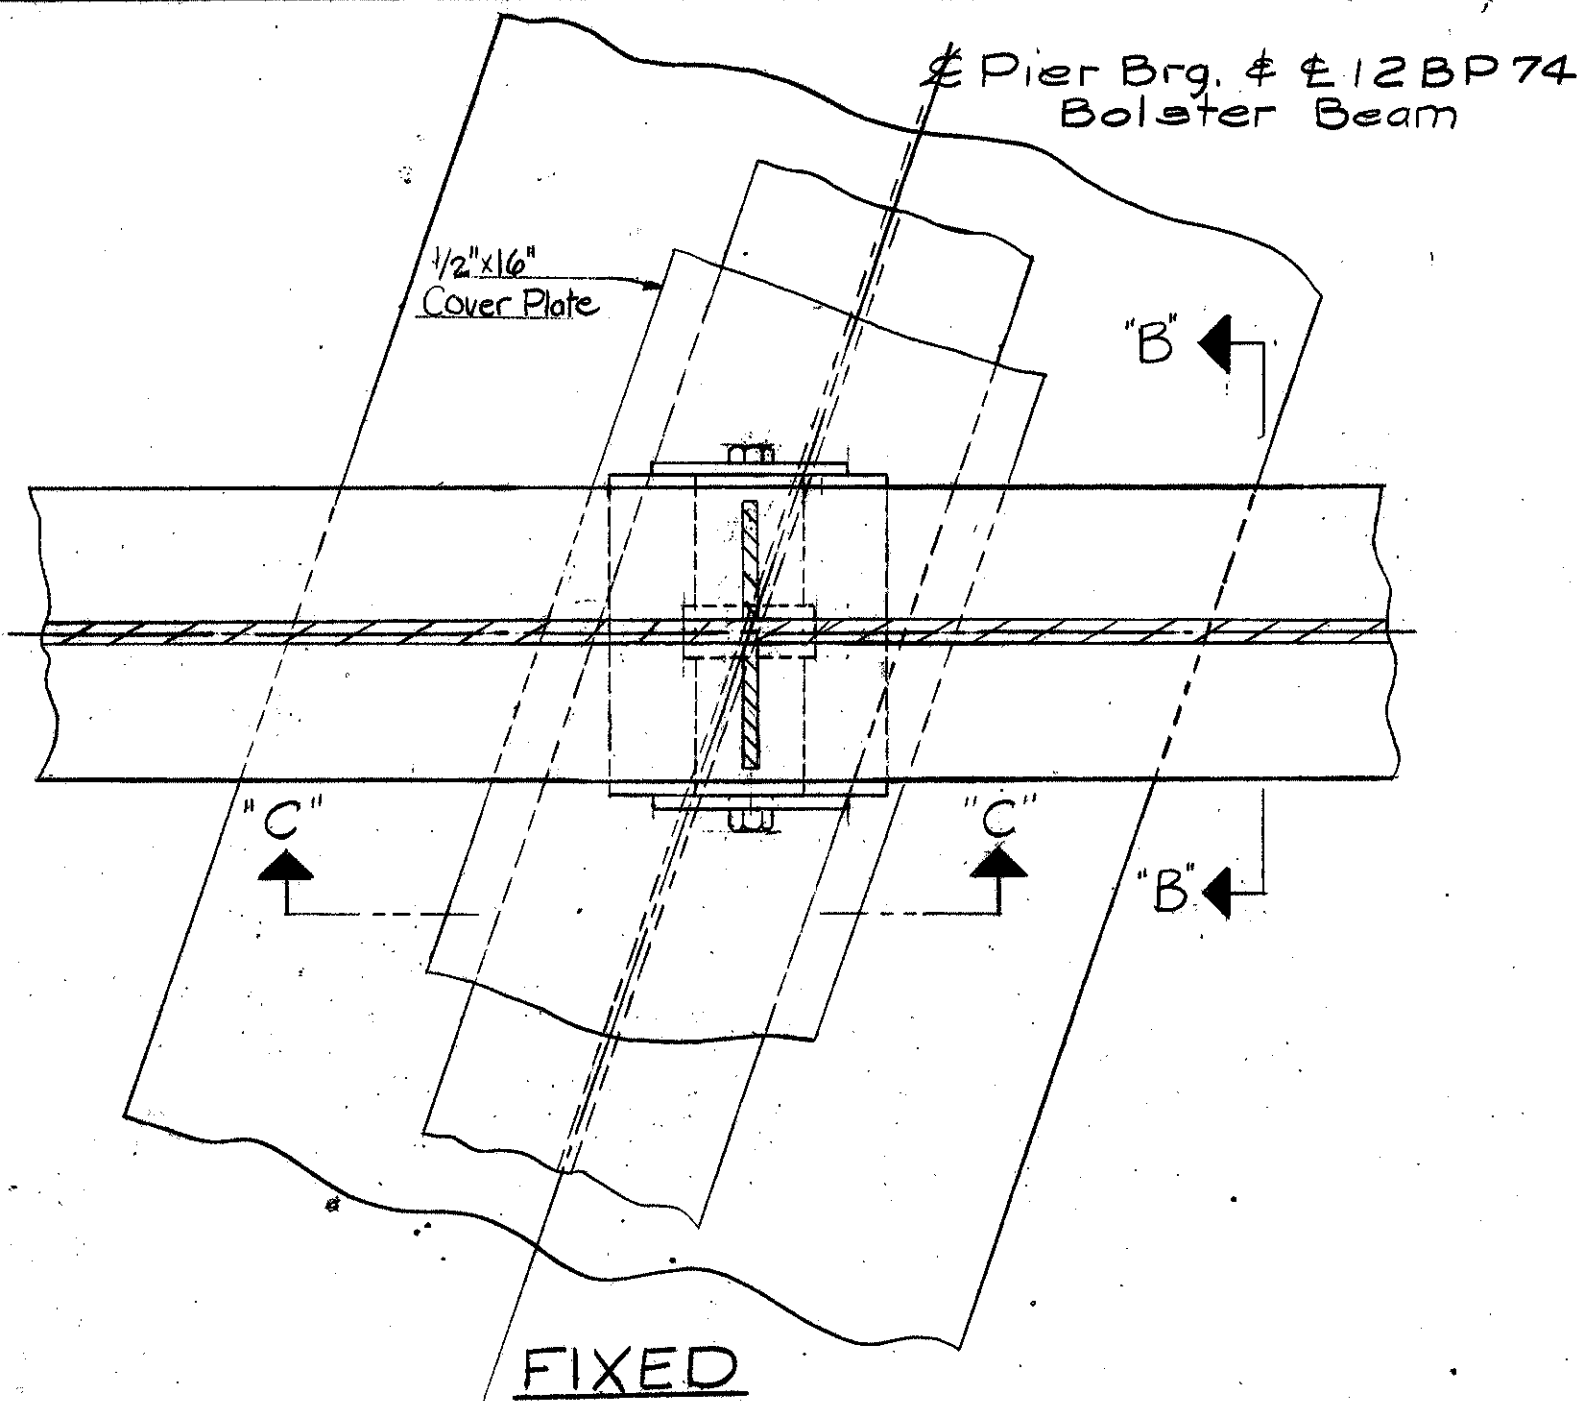 ℄ Pier Brg. & ℄ 12 BP 74
Bolster Beam
1/2"x16"
Cover Plate
"B"
"C"
"C"
"B"
FIXED